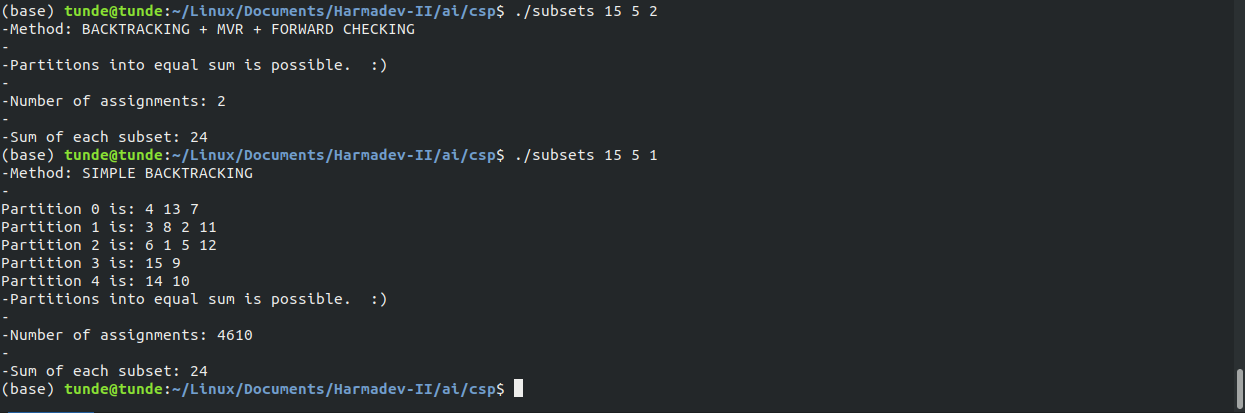 (base) tunde@tunde:~/Linux/Documents/Harmadev-II/ai/csp$ ./subsets 15 5 2
-Method: BACKTRACKING + MVR + FORWARD CHECKING
-
-Partitions into equal sum is possible.  :)
-
-Number of assignments: 2
-
-Sum of each subset: 24
(base) tunde@tunde:~/Linux/Documents/Harmadev-II/ai/csp$ ./subsets 15 5 1
-Method: SIMPLE BACKTRACKING
-
Partition 0 is: 4 13 7
Partition 1 is: 3 8 2 11
Partition 2 is: 6 1 5 12
Partition 3 is: 15 9
Partition 4 is: 14 10
-Partitions into equal sum is possible.  :)
-
-Number of assignments: 4610
-
-Sum of each subset: 24
(base) tunde@tunde:~/Linux/Documents/Harmadev-II/ai/csp$